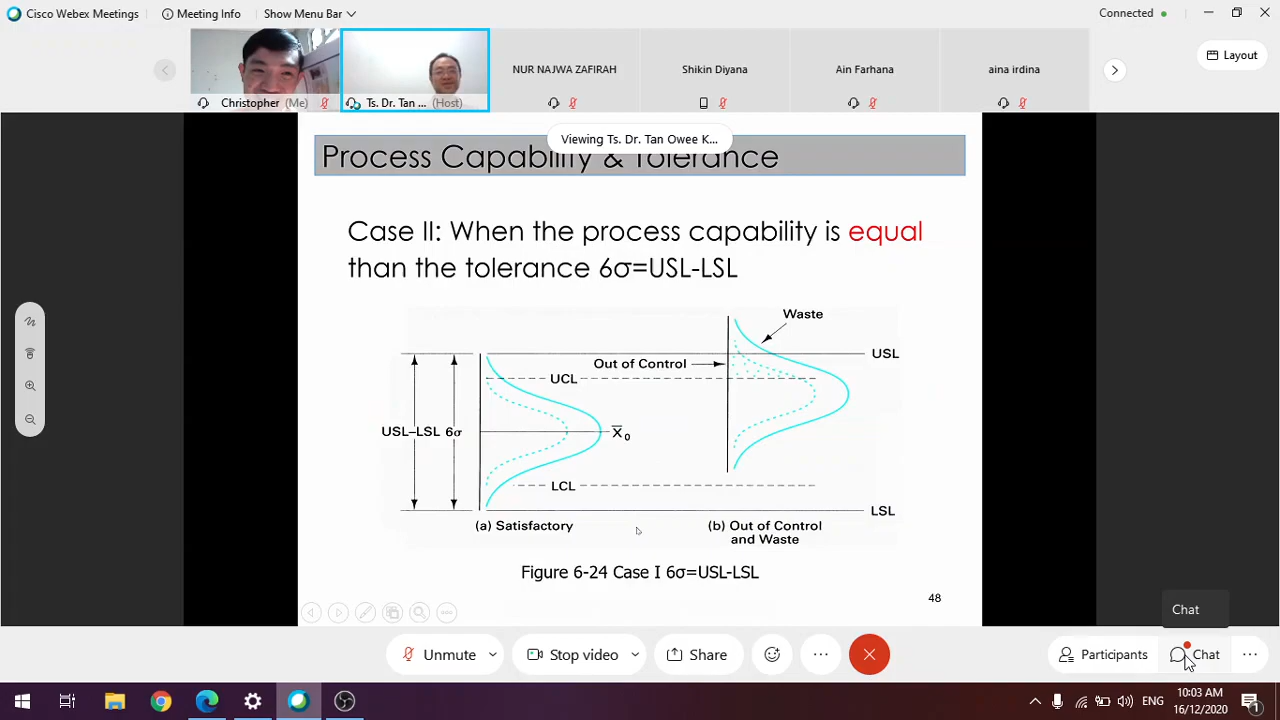 Cisco Webex Meetings
Meeting Info
Show Menu Bar
Connected
Christopher (Me)
Ts. Dr. Tan ... (Host)
NUR NAJWA ZAFIRAH
Shikin Diyana
Ain Farhana
aina irdina
Layout
Viewing Ts. Dr. Tan Owee K...
Process Capability & Tolerance
Case II: When the process capability is equal
than the tolerance 6σ=USL-LSL
Waste
USL
Out of Control
UCL
USL–LSL 6σ
X̄₀
LCL
LSL
(a) Satisfactory
(b) Out of Control
and Waste
Figure 6-24 Case I 6σ=USL-LSL
48
Chat
Unmute
Stop video
Share
Participants
Chat
ENG
10:03 AM
16/12/2020
1